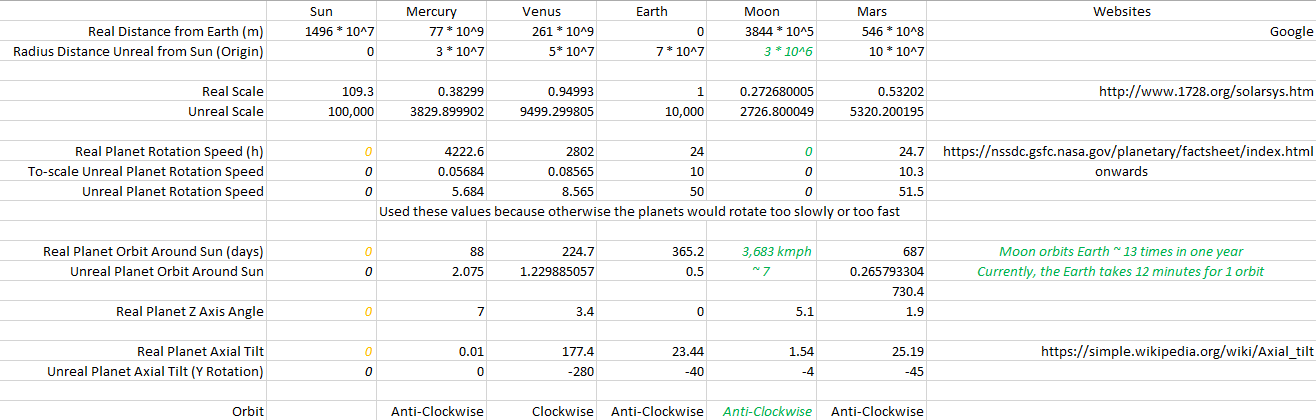 Sun Mercury Venus Earth Moon Mars Websites
Real Distance from Earth (m) 1496 * 10^7 77 * 10^9 261 * 10^9 0 3844 * 10^5 546 * 10^8 Google
Radius Distance Unreal from Sun (Origin) 0 3 * 10^7 5* 10^7 7 * 10^7 3 * 10^6 10 * 10^7
Real Scale 109.3 0.38299 0.94993 1 0.272680005 0.53202 http://www.1728.org/solarsys.htm
Unreal Scale 100,000 3829.899902 9499.299805 10,000 2726.800049 5320.200195
Real Planet Rotation Speed (h) 0 4222.6 2802 24 0 24.7 https://nssdc.gsfc.nasa.gov/planetary/factsheet/index.html
To-scale Unreal Planet Rotation Speed 0 0.05684 0.08565 10 0 10.3 onwards
Unreal Planet Rotation Speed 0 5.684 8.565 50 0 51.5
Used these values because otherwise the planets would rotate too slowly or too fast
Real Planet Orbit Around Sun (days) 0 88 224.7 365.2 3,683 kmph 687 Moon orbits Earth ~ 13 times in one year
Unreal Planet Orbit Around Sun 0 2.075 1.229885057 0.5 ~ 7 0.265793304 Currently, the Earth takes 12 minutes for 1 orbit
730.4
Real Planet Z Axis Angle 0 7 3.4 0 5.1 1.9
Real Planet Axial Tilt 0 0.01 177.4 23.44 1.54 25.19 https://simple.wikipedia.org/wiki/Axial_tilt
Unreal Planet Axial Tilt (Y Rotation) 0 0 -280 -40 -4 -45
Orbit Anti-Clockwise Clockwise Anti-Clockwise Anti-Clockwise Anti-Clockwise